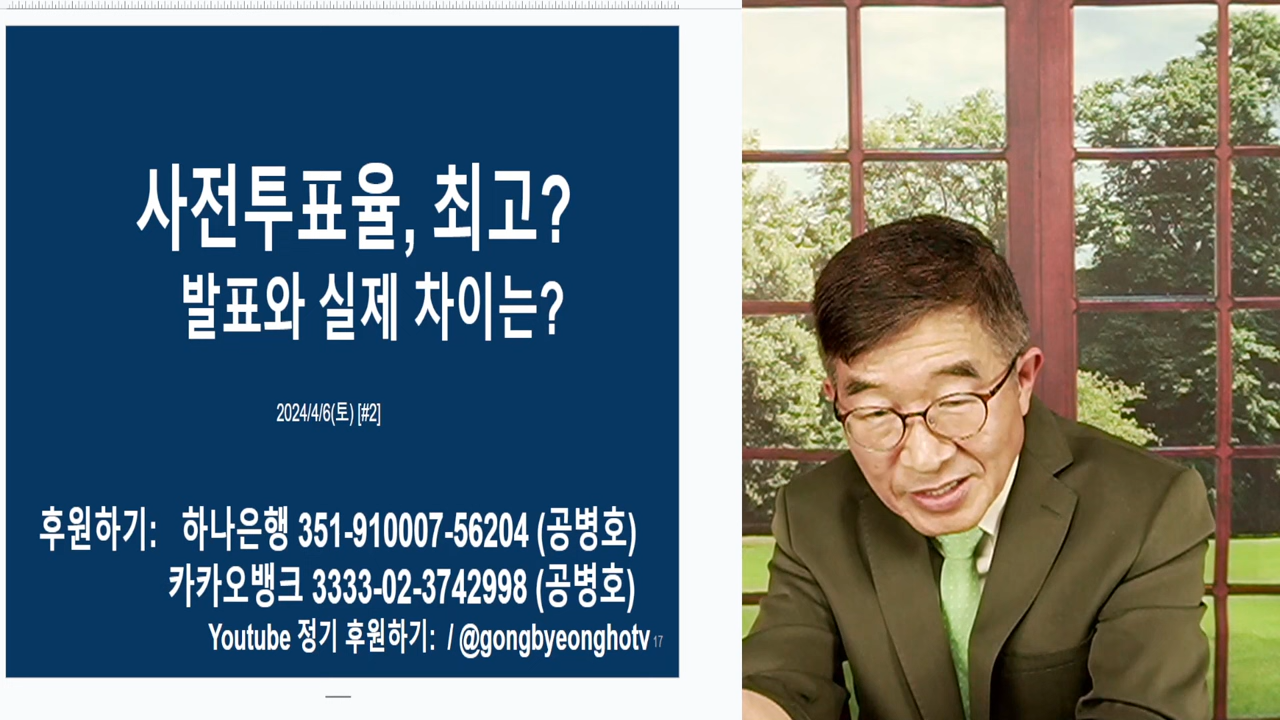 사전투표율, 최고?
발표와 실제 차이는?
2024/4/6(토) [#2]
후원하기: 하나은행 351-910007-56204 (공병호)
카카오뱅크 3333-02-3742998 (공병호)
Youtube 정기 후원하기: / @gongbyeonghotv 17